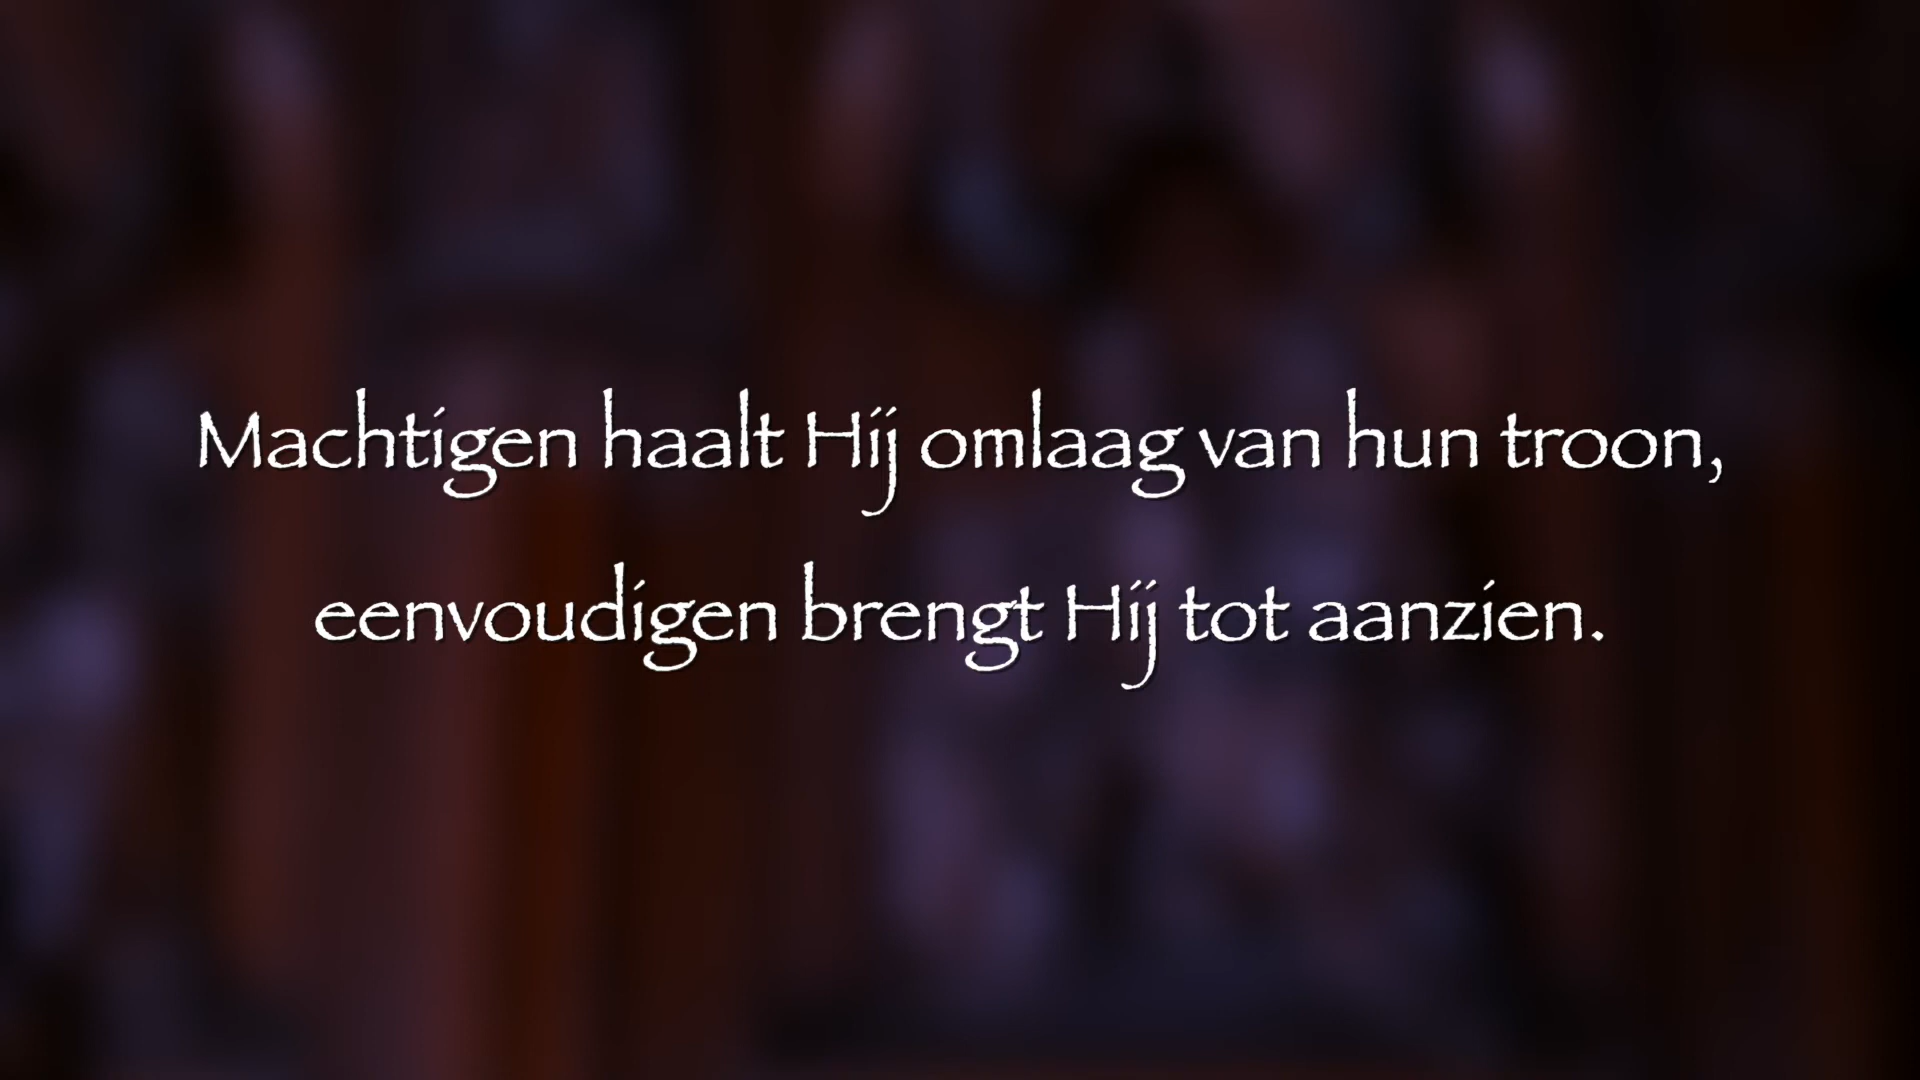 Machtigen haalt Hij omlaag van hun troon,
eenvoudigen brengt Hij tot aanzien.